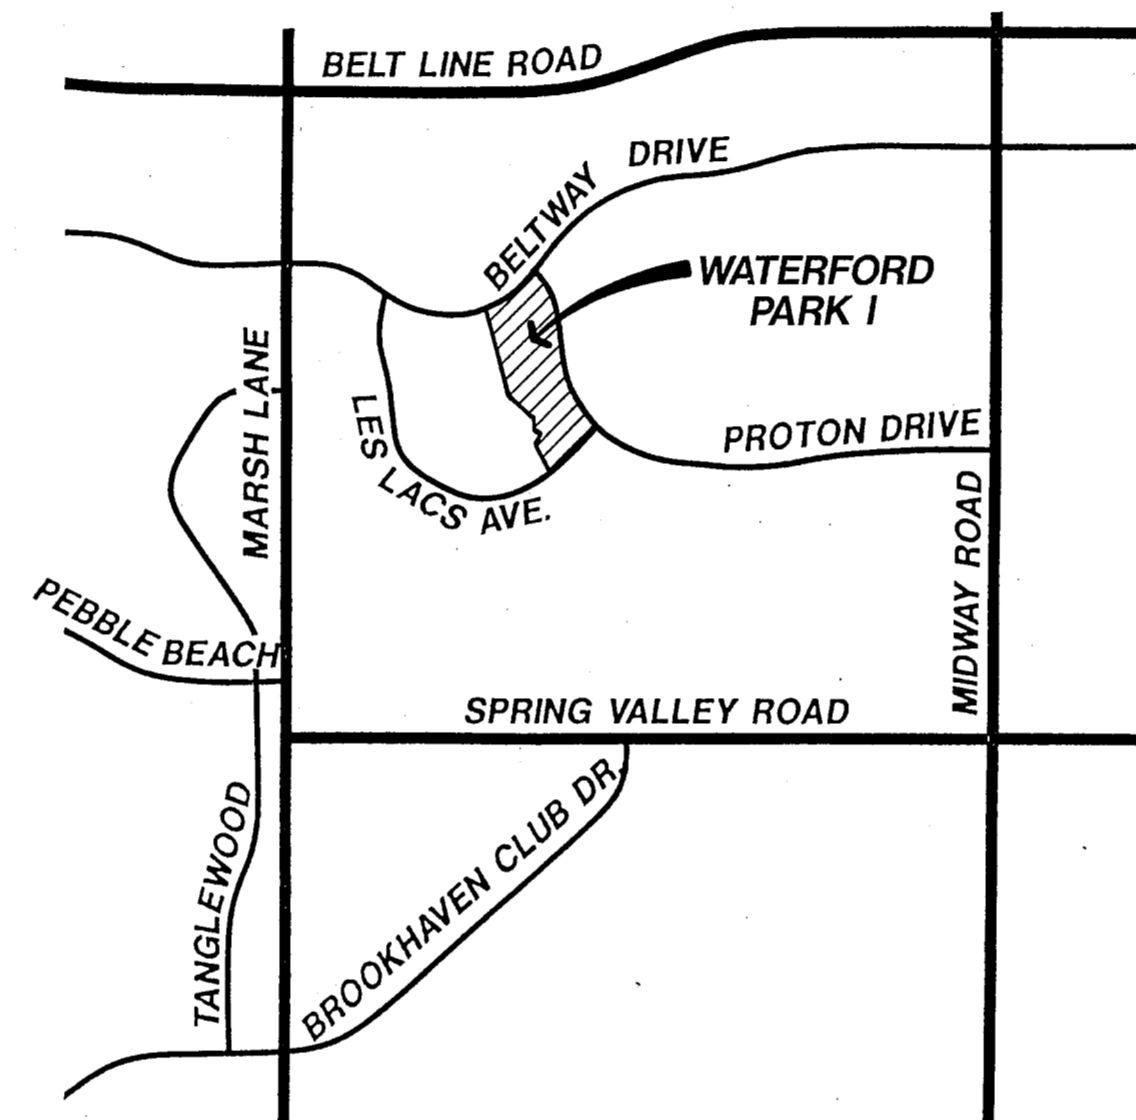 BELT LINE ROAD
BELTWAY DRIVE
WATERFORD
PARK I
MARSH LANE
LES LACS AVE.
PROTON DRIVE
MIDWAY ROAD
PEBBLE BEACH
SPRING VALLEY ROAD
TANGLEWOOD
BROOKHAVEN CLUB DR.